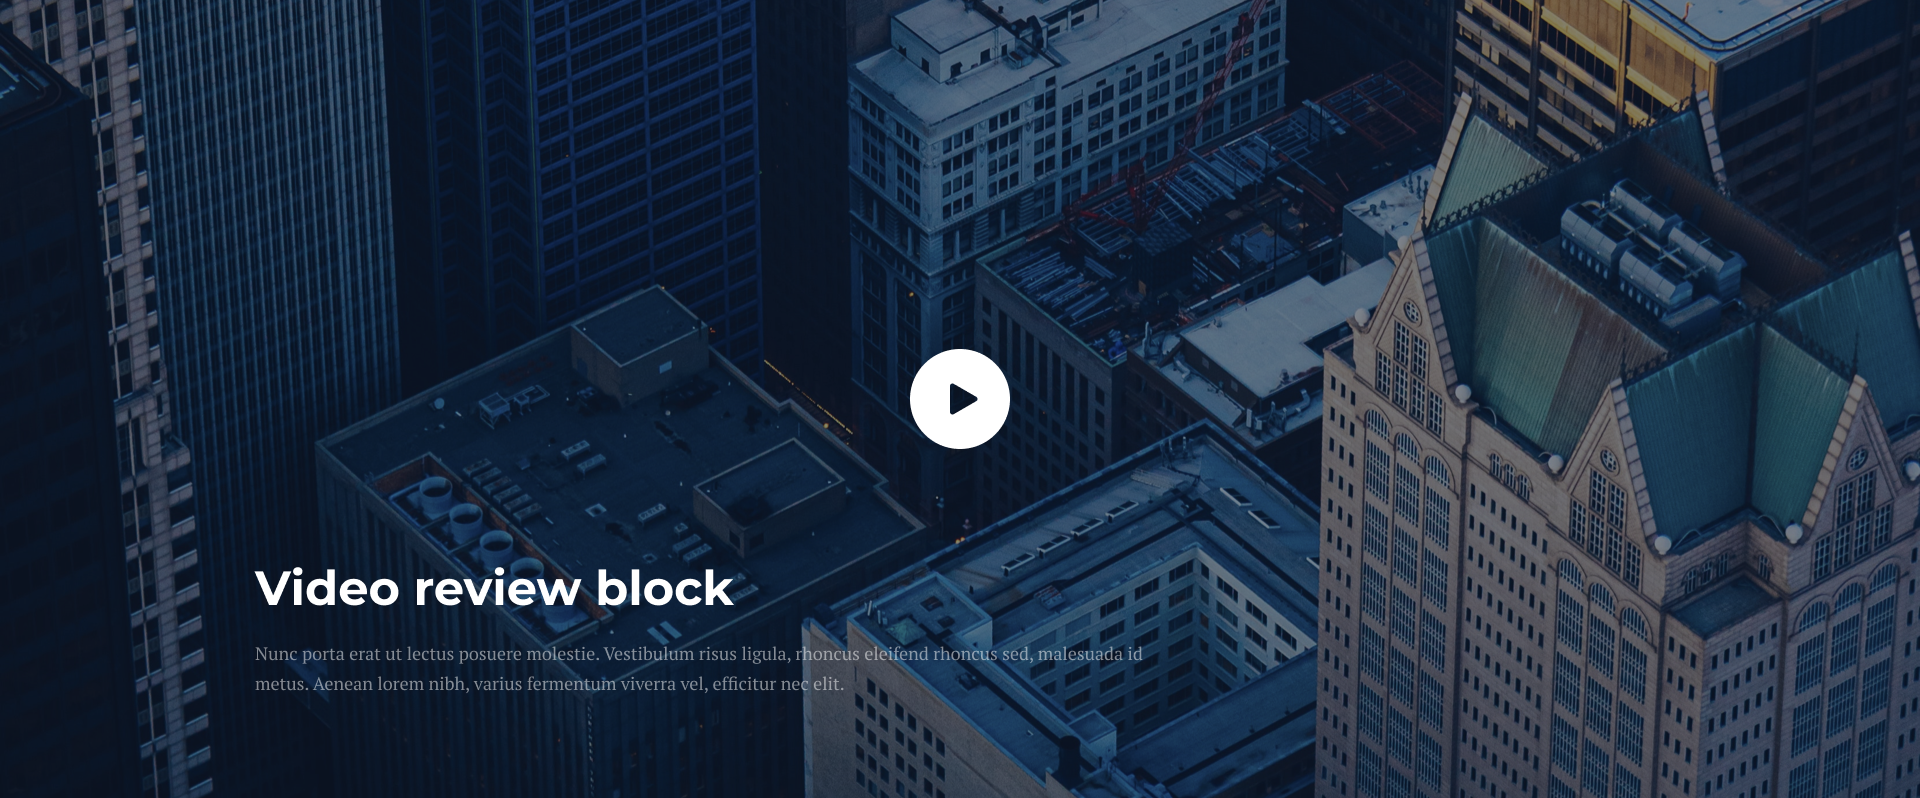 Video review block
Nunc porta erat ut lectus posuere molestie. Vestibulum risus ligula, rhoncus eleifend rhoncus sed, malesuada id
metus. Aenean lorem nibh, varius fermentum viverra vel, efficitur nec elit.